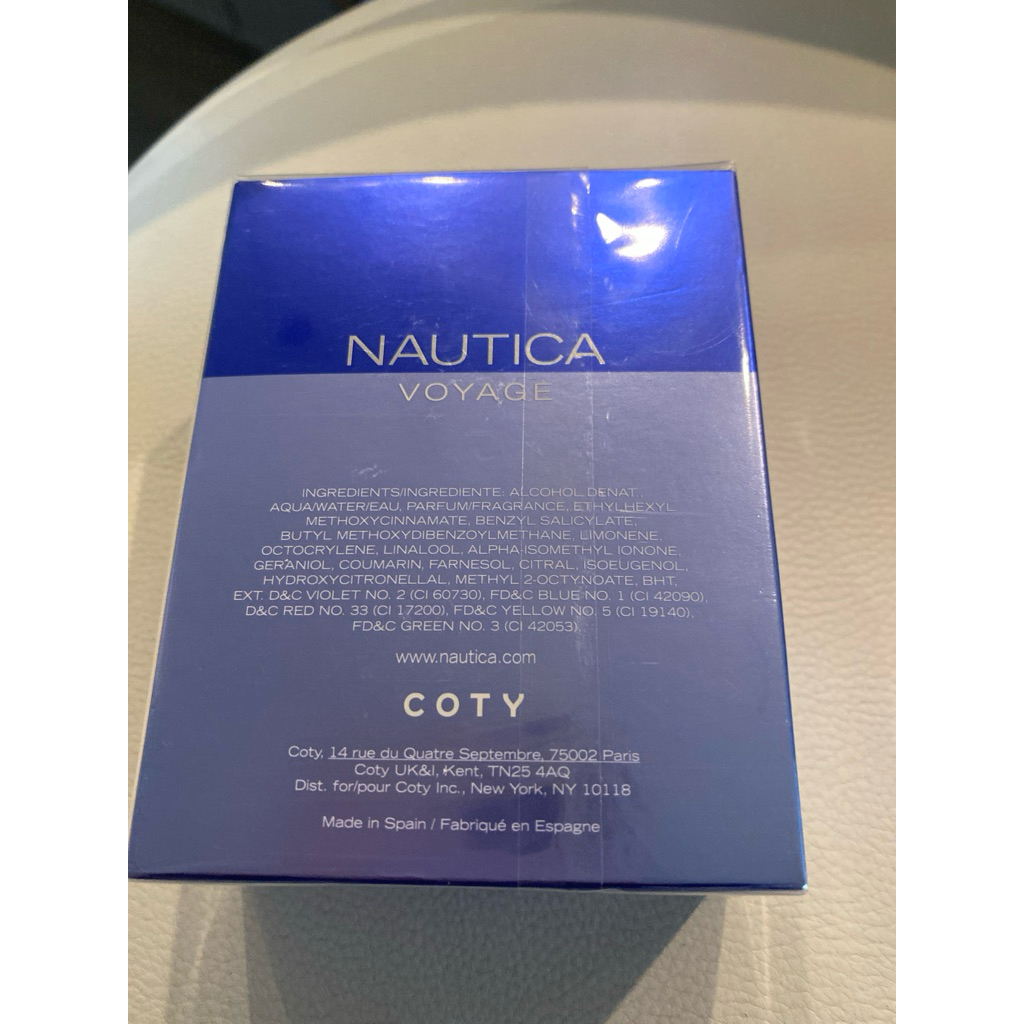 NAUTICA
VOYAGE
INGREDIENTS/INGREDIENTE: ALCOHOL DENAT.,
AQUA/WATER/EAU, PARFUM/FRAGRANCE, ETHYLHEXYL
METHOXYCINNAMATE, BENZYL SALICYLATE,
BUTYL METHOXYDIBENZOYLMETHANE, LIMONENE,
OCTOCRYLENE, LINALOOL, ALPHA-ISOMETHYL IONONE,
GERANIOL, COUMARIN, FARNESOL, CITRAL, ISOEUGENOL,
HYDROXYCITRONELLAL, METHYL 2-OCTYNOATE, BHT,
EXT. D&C VIOLET NO. 2 (CI 60730), FD&C BLUE NO. 1 (CI 42090),
D&C RED NO. 33 (CI 17200), FD&C YELLOW NO. 5 (CI 19140),
FD&C GREEN NO. 3 (CI 42053)
www.nautica.com
COTY
Coty, 14 rue du Quatre Septembre, 75002 Paris
Coty UK&I, Kent, TN25 4AQ
Dist. for/pour Coty Inc., New York, NY 10118
Made in Spain / Fabriqué en Espagne